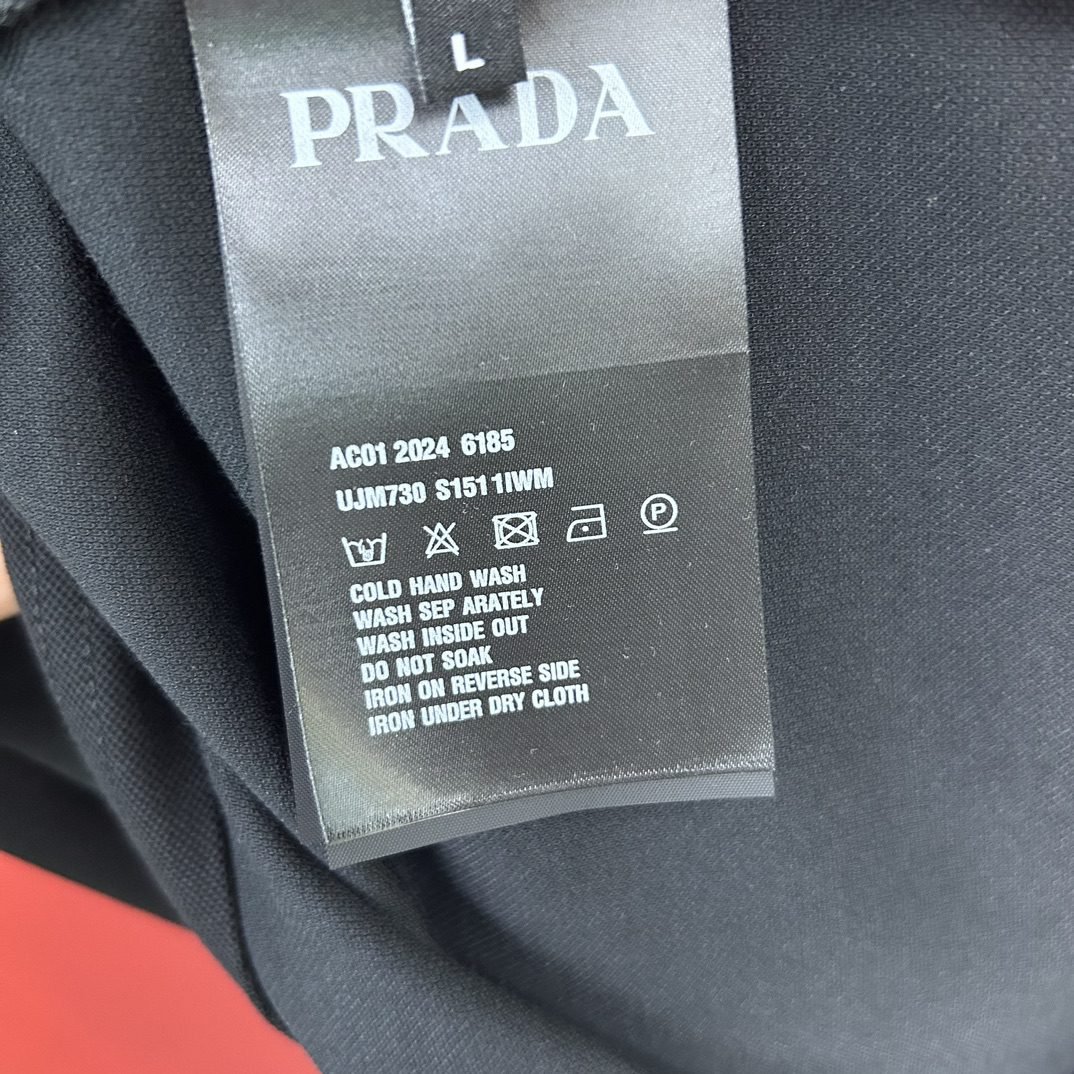 L
PRADA
AC01 2024 6185
UJM730 S151 1IWM
P
COLD HAND WASH
WASH SEP ARATELY
WASH INSIDE OUT
DO NOT SOAK
IRON ON REVERSE SIDE
IRON UNDER DRY CLOTH